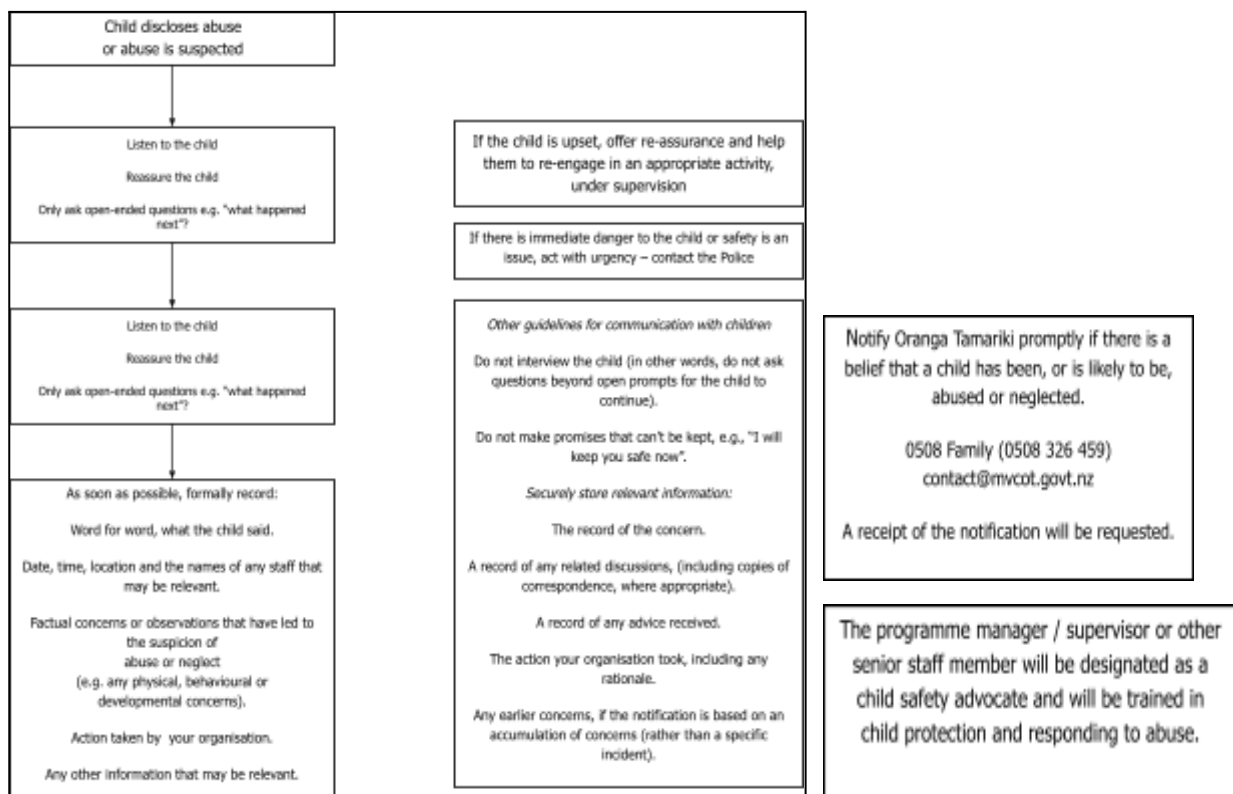 Child discloses abuse
or abuse is suspected
Listen to the child
Reassure the child
Only ask open-ended questions e.g. "what happened
next"?
Listen to the child
Reassure the child
Only ask open-ended questions e.g. "what happened
next"?
As soon as possible, formally record:
Word for word, what the child said.
Date, time, location and the names of any staff that
may be relevant.
Factual concerns or observations that have led to
the suspicion of
abuse or neglect
(e.g. any physical, behavioural or
developmental concerns).
Action taken by your organisation.
Any other information that may be relevant.
If the child is upset, offer re-assurance and help
them to re-engage in an appropriate activity,
under supervision
If there is immediate danger to the child or safety is an
issue, act with urgency – contact the Police
Other guidelines for communication with children
Do not interview the child (in other words, do not ask
questions beyond open prompts for the child to
continue).
Do not make promises that can't be kept, e.g., "I will
keep you safe now".
Securely store relevant information:
The record of the concern.
A record of any related discussions, (including copies of
correspondence, where appropriate).
A record of any advice received.
The action your organisation took, including any
rationale.
Any earlier concerns, if the notification is based on an
accumulation of concerns (rather than a specific
incident).
Notify Oranga Tamariki promptly if there is a
belief that a child has been, or is likely to be,
abused or neglected.
0508 Family (0508 326 459)
contact@mvcot.govt.nz
A receipt of the notification will be requested.
The programme manager / supervisor or other
senior staff member will be designated as a
child safety advocate and will be trained in
child protection and responding to abuse.